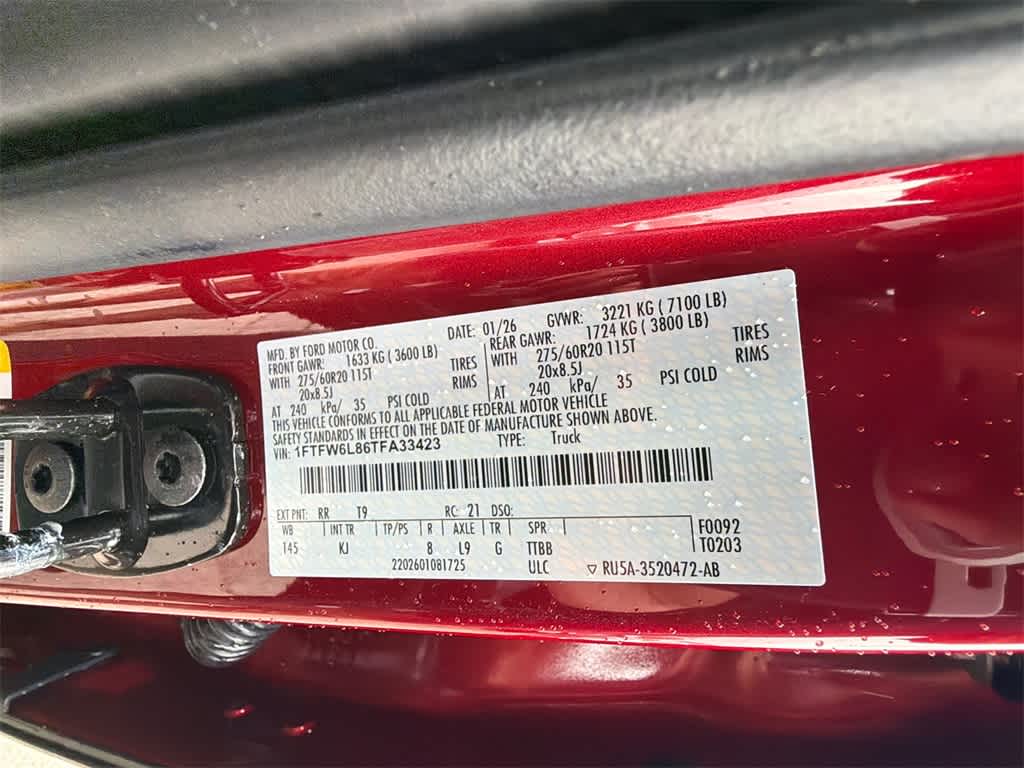 MFD. BY FORD MOTOR CO.
DATE: 01/26 GVWR: 3221 KG ( 7100 LB)
FRONT GAWR: 1633 KG ( 3600 LB)
WITH 275/60R20 115T TIRES
20x8.5J RIMS
AT 240 kPa/ 35 PSI COLD
REAR GAWR: 1724 KG ( 3800 LB)
WITH 275/60R20 115T TIRES
20x8.5J RIMS
AT 240 kPa/ 35 PSI COLD
THIS VEHICLE CONFORMS TO ALL APPLICABLE FEDERAL MOTOR VEHICLE
SAFETY STANDARDS IN EFFECT ON THE DATE OF MANUFACTURE SHOWN ABOVE.
VIN: 1FTFW6L86TFA33423 TYPE: Truck
EXT PNT: RR T9 RC: 21 DSO:
WB INT TR TP/PS R AXLE TR SPR F0092
T45 KJ 8 L9 G TTBB T0203
2202601081725 ULC ▽ RU5A-3520472-AB